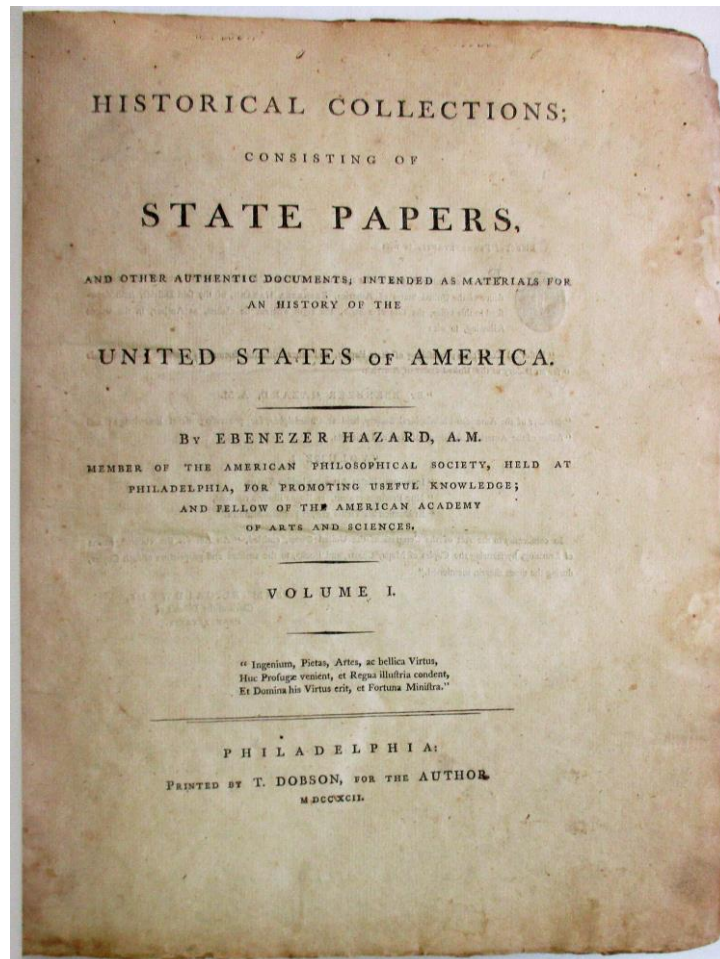 HISTORICAL COLLECTIONS;
CONSISTING OF
STATE PAPERS,
AND OTHER AUTHENTIC DOCUMENTS; INTENDED AS MATERIALS FOR
AN HISTORY OF THE
UNITED STATES OF AMERICA.
By EBENEZER HAZARD, A.M.
MEMBER OF THE AMERICAN PHILOSOPHICAL SOCIETY, HELD AT
PHILADELPHIA, FOR PROMOTING USEFUL KNOWLEDGE;
AND FELLOW OF THE AMERICAN ACADEMY
OF ARTS AND SCIENCES.
VOLUME I.
“ Ingenium, Pietas, Artes, ac bellica Virtus,
Huc Profugæ venient, et Regna illuſtria condent,
Et Domina his Virtus erit, et Fortuna Miniſtra.”
PHILADELPHIA:
PRINTED BY T. DOBSON, FOR THE AUTHOR.
MDCCXCII.